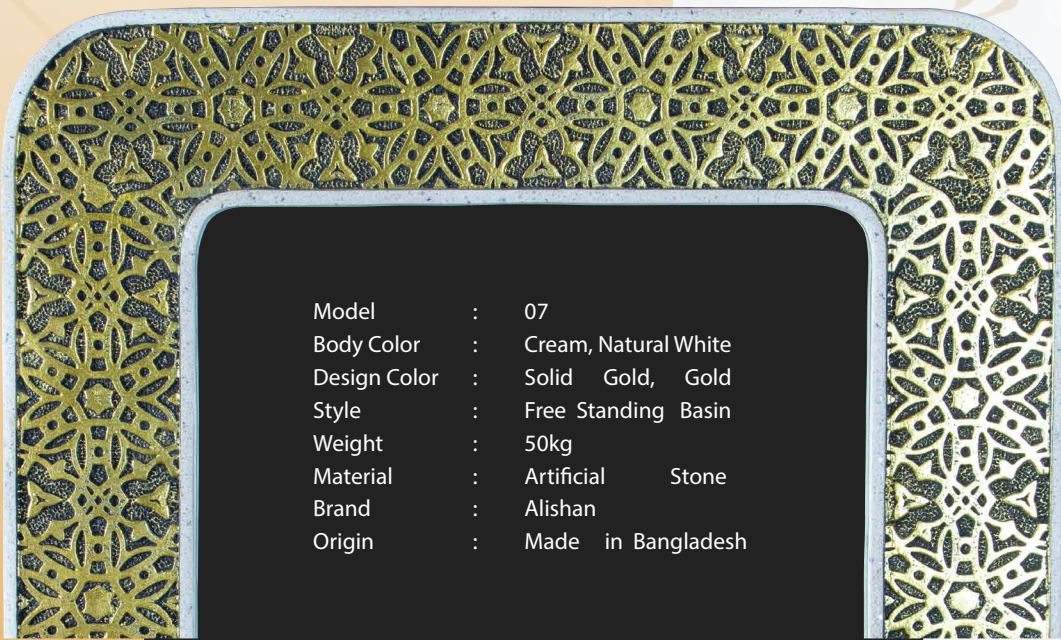 Model : 07
Body Color : Cream, Natural White
Design Color : Solid Gold, Gold
Style : Free Standing Basin
Weight : 50kg
Material : Artificial Stone
Brand : Alishan
Origin : Made in Bangladesh